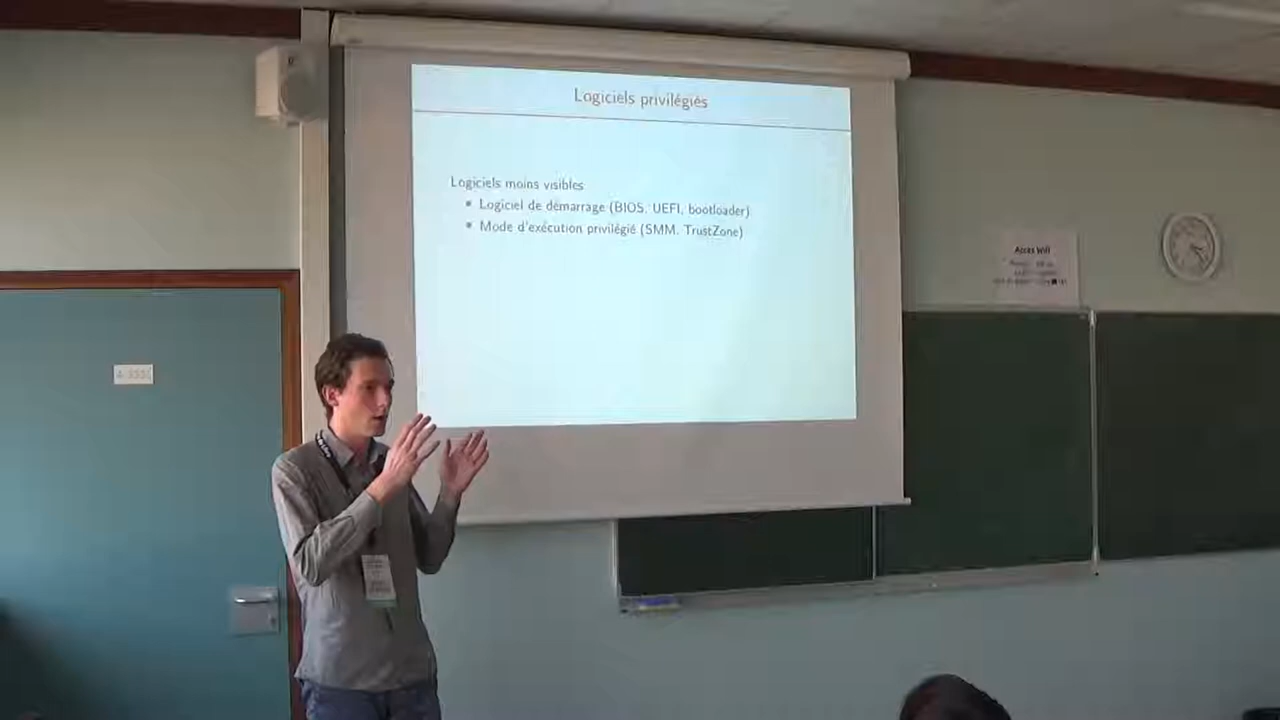 Logiciels privilégiés
Logiciels moins visibles
Logiciel de démarrage (BIOS, UEFI, bootloader)
Mode d'exécution privilégié (SMM, TrustZone)
Accès Wifi